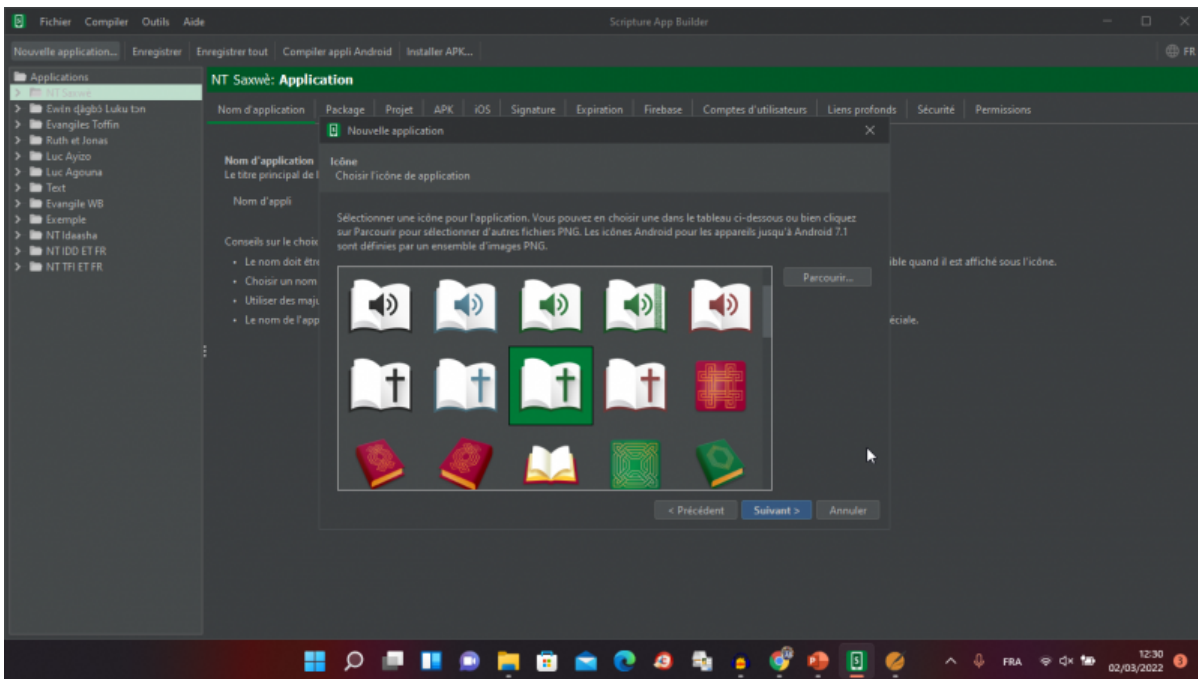 Fichier Compiler Outils Aide
Scripture App Builder
Nouvelle application... Enregistrer Enregistrer tout Compiler appli Android Installer APK...
FR
Applications
NT Saxwè
Ewlɛn ɖàgbó Luku tɔn
Evangiles Toffin
Ruth et Jonas
Luc Ayizo
Luc Agouna
Text
Evangile WB
Exemple
NT Idaasha
NT IDD ET FR
NT TFI ET FR
NT Saxwè: Application
Nom d'application Package Projet APK iOS Signature Expiration Firebase Comptes d'utilisateurs Liens profonds Sécurité Permissions
Nom d'application
Le titre principal de l
Nom d'appli
Conseils sur le choix
• Le nom doit être
• Choisir un nom
• Utiliser des maju
• Le nom de l'app
ible quand il est affiché sous l'icône.
éciale.
Nouvelle application
Icône
Choisir l'icône de application
Sélectionner une icône pour l'application. Vous pouvez en choisir une dans le tableau ci-dessous ou bien cliquez
sur Parcourir pour sélectionner d'autres fichiers PNG. Les icônes Android pour les appareils jusqu'à Android 7.1
sont définies par un ensemble d'images PNG.
Parcourir...
< Précédent Suivant > Annuler
FRA
12:30
02/03/2022